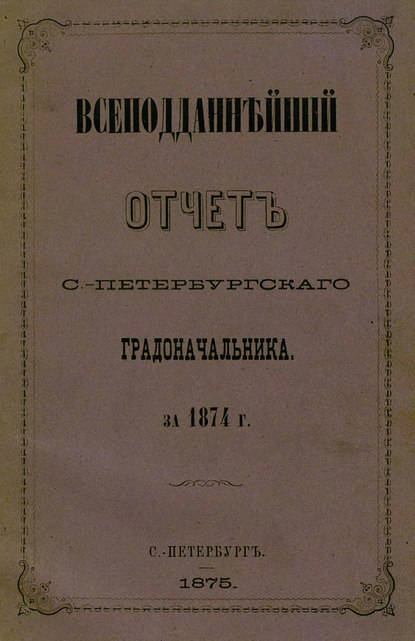 ВСЕПОДДАННѢЙШІЙ
ОТЧЕТЪ
С.-ПЕТЕРБУРГСКАГО
ГРАДОНАЧАЛЬНИКА.
ЗА 1874 Г.
С.-ПЕТЕРБУРГЪ.
1875.